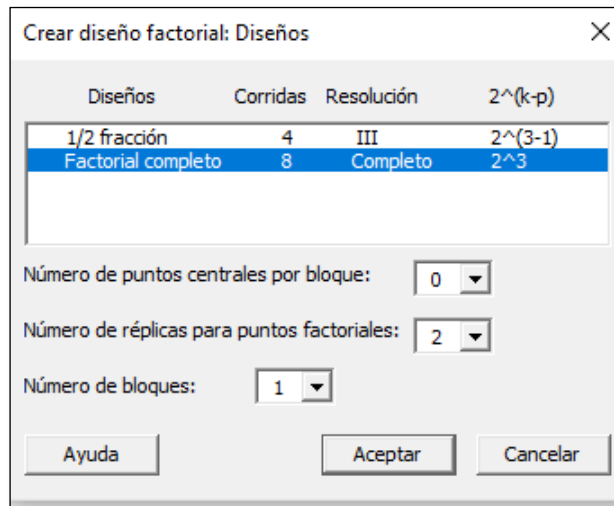 Crear diseño factorial: Diseños
Diseños Corridas Resolución 2^(k-p)
1/2 fracción 4 III 2^(3-1)
Factorial completo 8 Completo 2^3
Número de puntos centrales por bloque: 0
Número de réplicas para puntos factoriales: 2
Número de bloques: 1
Ayuda Aceptar Cancelar